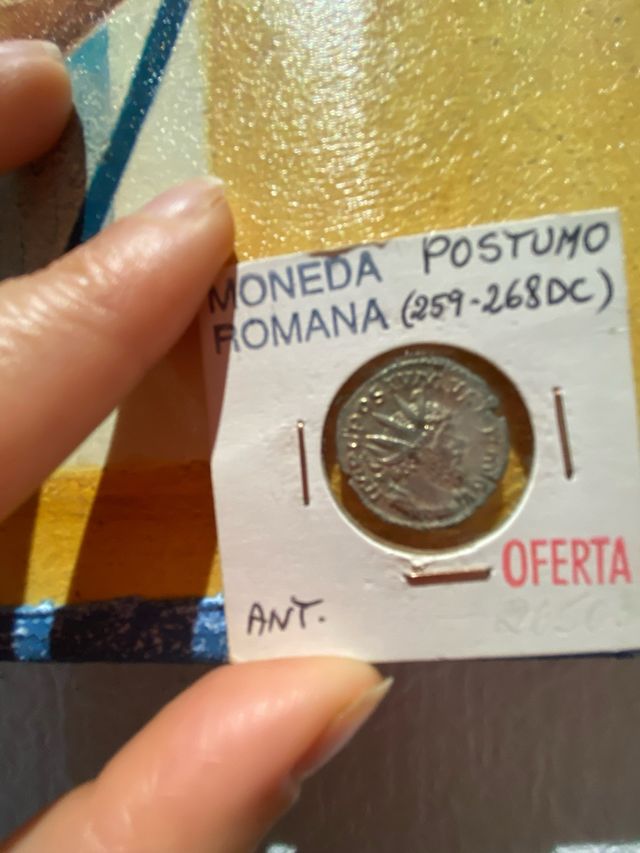 MONEDA POSTUMO
ROMANA (259-268DC)
OFERTA
ANT.